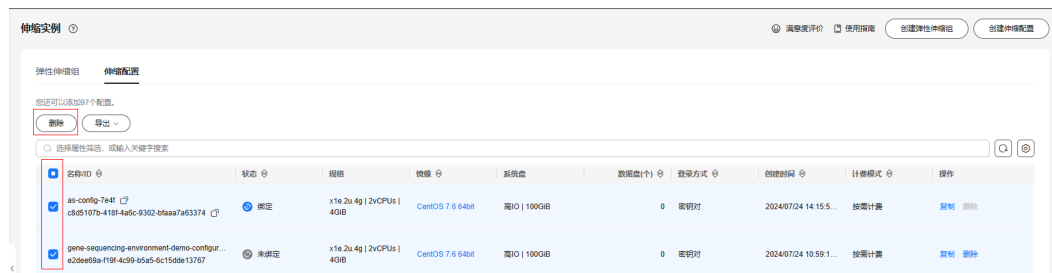 伸缩实例
满意度评价 使用指南 创建弹性伸缩组 创建伸缩配置
弹性伸缩组 伸缩配置
您还可以添加97个配置。
删除 导出
选择属性筛选，或输入关键字搜索
名称/ID 状态 规格 镜像 系统盘 数据盘(个) 登录方式 创建时间 计费模式 操作
as-config-7e4f
c8d5107b-418f-4a6c-9302-bfaaa7a63374
绑定
x1e.2u.4g | 2vCPUs |
4GiB
CentOS 7.6 64bit 高IO | 100GiB 0 密钥对 2024/07/24 14:15:5... 按需计费 复制 删除
gene-sequencing-environment-demo-configur...
e2dee69a-f19f-4c99-b5a5-6c15dde13767
未绑定
x1e.2u.4g | 2vCPUs |
4GiB
CentOS 7.6 64bit 高IO | 100GiB 0 密钥对 2024/07/24 10:59:1... 按需计费 复制 删除